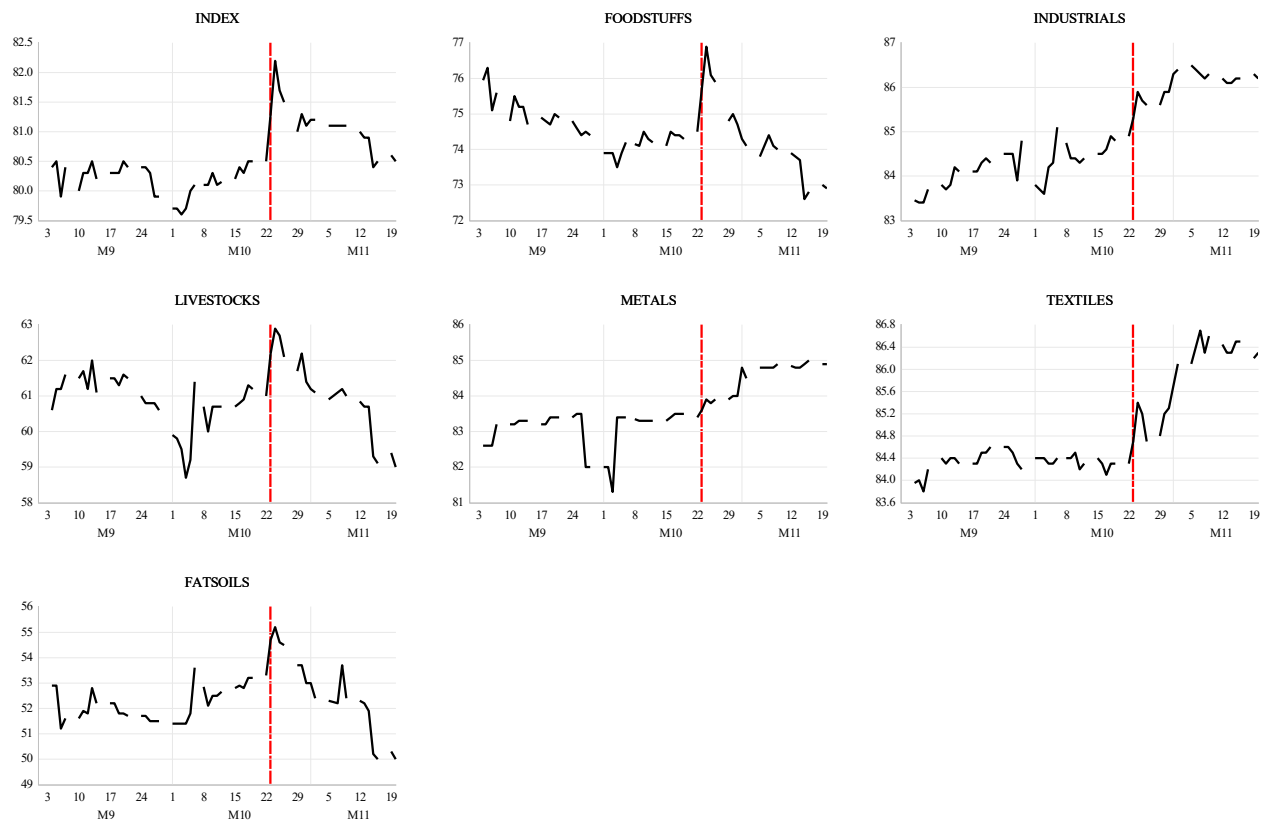 INDEX
82.5
82.0
81.5
81.0
80.5
80.0
79.5
3 10 17 24 1 8 15 22 29 5 12 19
M9 M10 M11
FOODSTUFFS
77
76
75
74
73
72
3 10 17 24 1 8 15 22 29 5 12 19
M9 M10 M11
INDUSTRIALS
87
86
85
84
83
3 10 17 24 1 8 15 22 29 5 12 19
M9 M10 M11
LIVESTOCKS
63
62
61
60
59
58
3 10 17 24 1 8 15 22 29 5 12 19
M9 M10 M11
METALS
86
85
84
83
82
81
3 10 17 24 1 8 15 22 29 5 12 19
M9 M10 M11
TEXTILES
86.8
86.4
86.0
85.6
85.2
84.8
84.4
84.0
83.6
3 10 17 24 1 8 15 22 29 5 12 19
M9 M10 M11
FATSOILS
56
55
54
53
52
51
50
49
3 10 17 24 1 8 15 22 29 5 12 19
M9 M10 M11